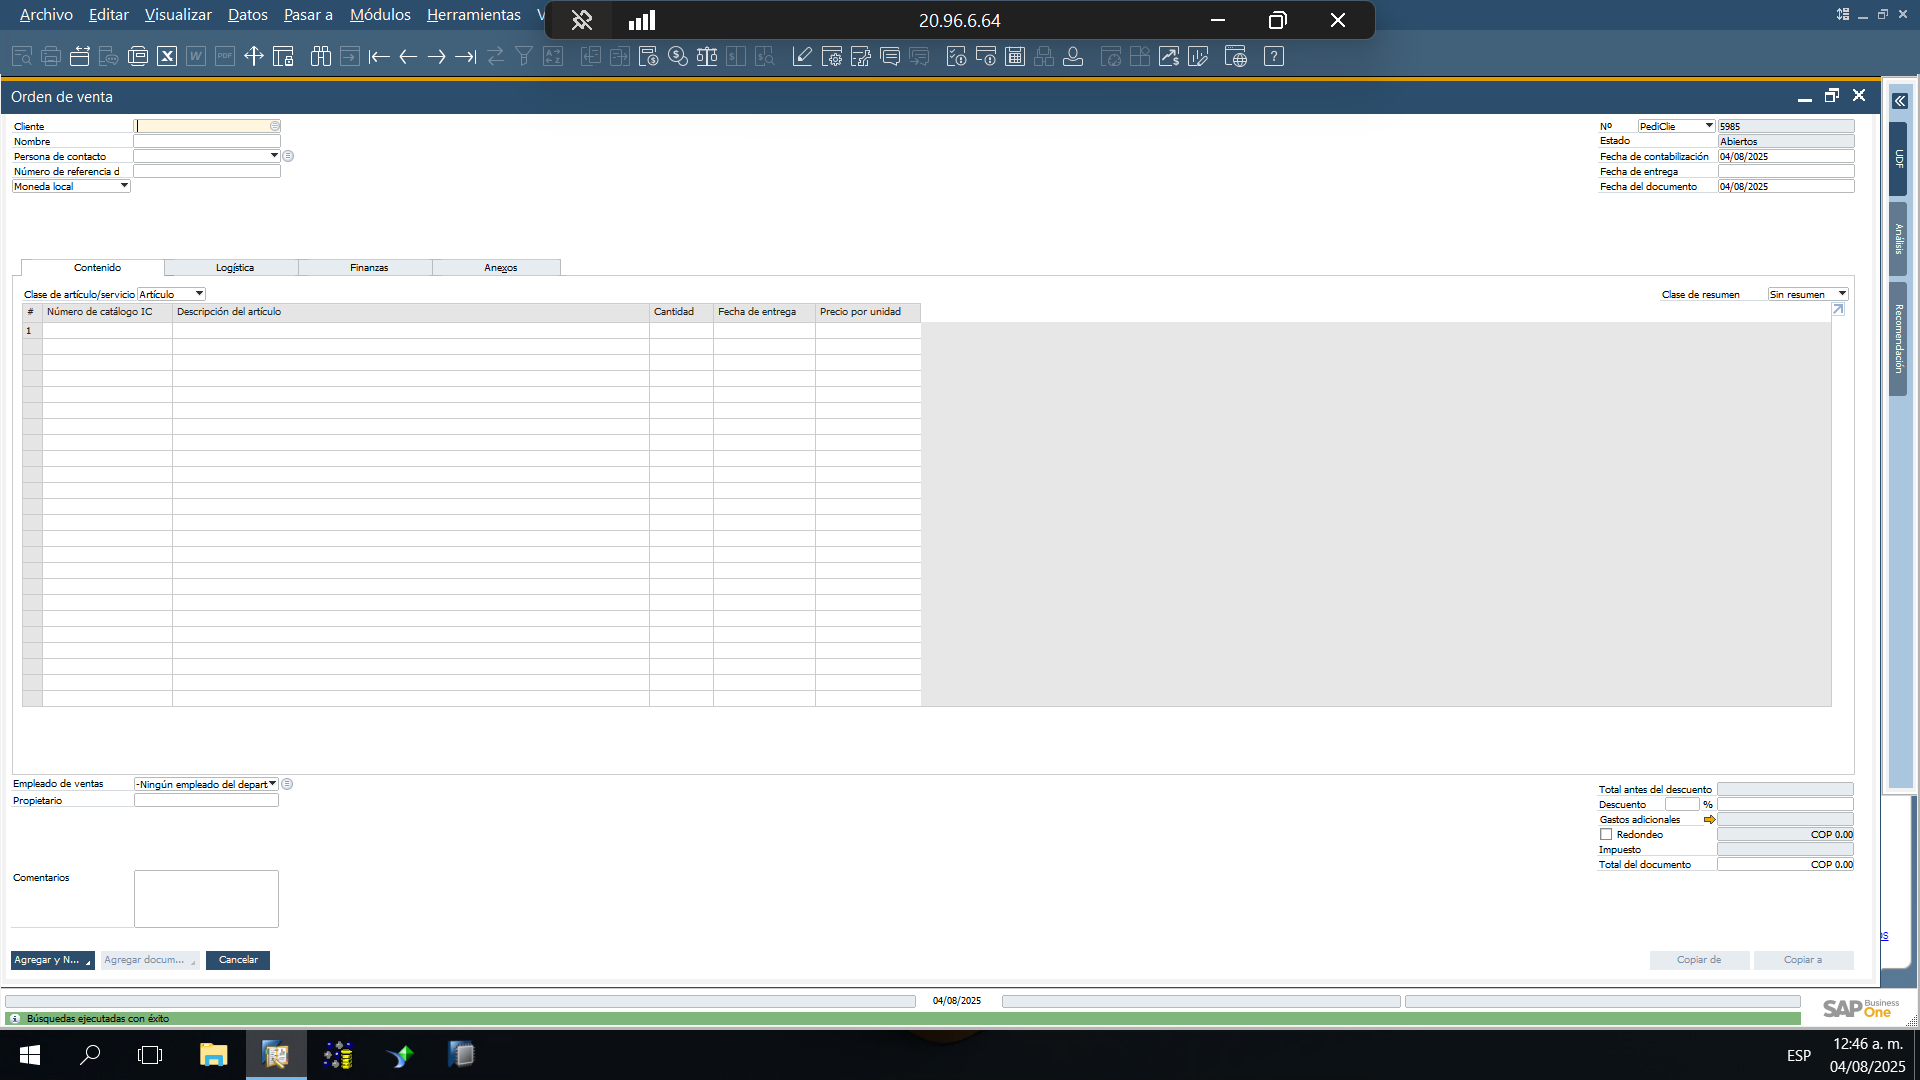 Archivo Editar Visualizar Datos Pasar a Módulos Herramientas V
20.96.6.64
Orden de venta
Cliente
Nombre
Persona de contacto
Número de referencia d
Moneda local
Nº PediClie 5985
Estado Abiertos
Fecha de contabilización 04/08/2025
Fecha de entrega
Fecha del documento 04/08/2025
UDF
Análisis
Recomendación
Contenido Logística Finanzas Anexos
Clase de artículo/servicio Artículo
Clase de resumen Sin resumen
# Número de catálogo IC Descripción del artículo Cantidad Fecha de entrega Precio por unidad
1
Empleado de ventas -Ningún empleado del depart
Propietario
Comentarios
Total antes del descuento
Descuento %
Gastos adicionales
Redondeo COP 0.00
Impuesto
Total del documento COP 0.00
Agregar y N... Agregar docum... Cancelar
Copiar de Copiar a
04/08/2025
Búsquedas ejecutadas con éxito
SAP Business One
ESP
12:46 a. m.
04/08/2025